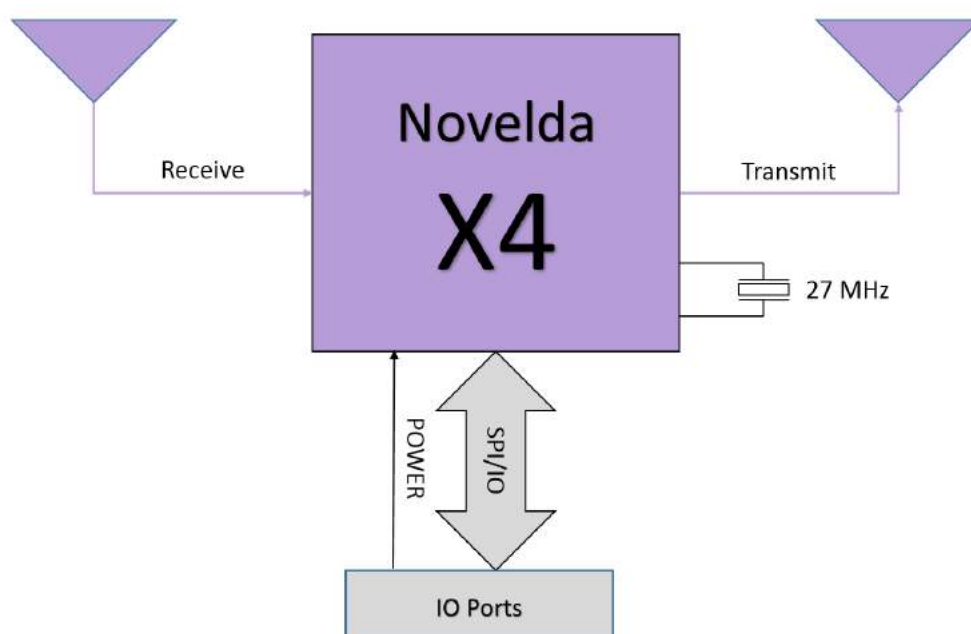 Novelda
X4
Receive
Transmit
27 MHz
POWER
SPI/IO
IO Ports